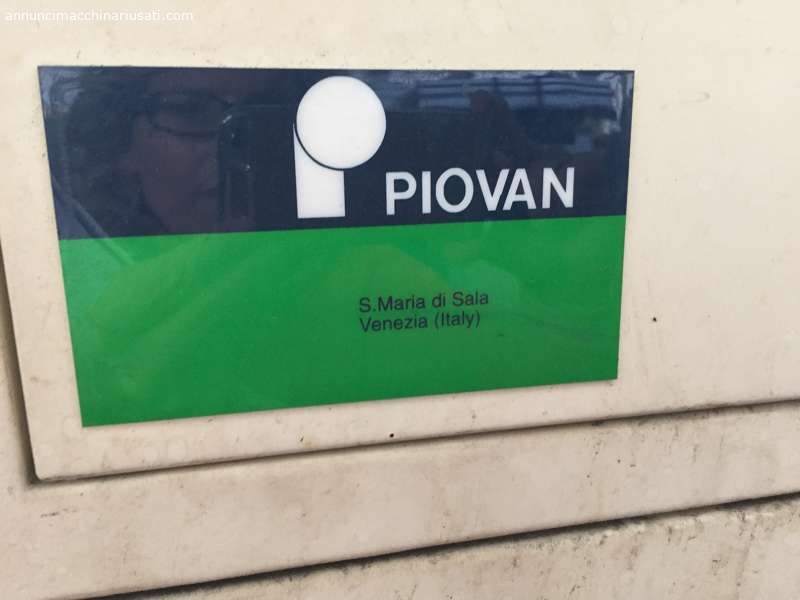 annuncimacchinariusati.com
PIOVAN
S.Maria di Sala
Venezia (Italy)